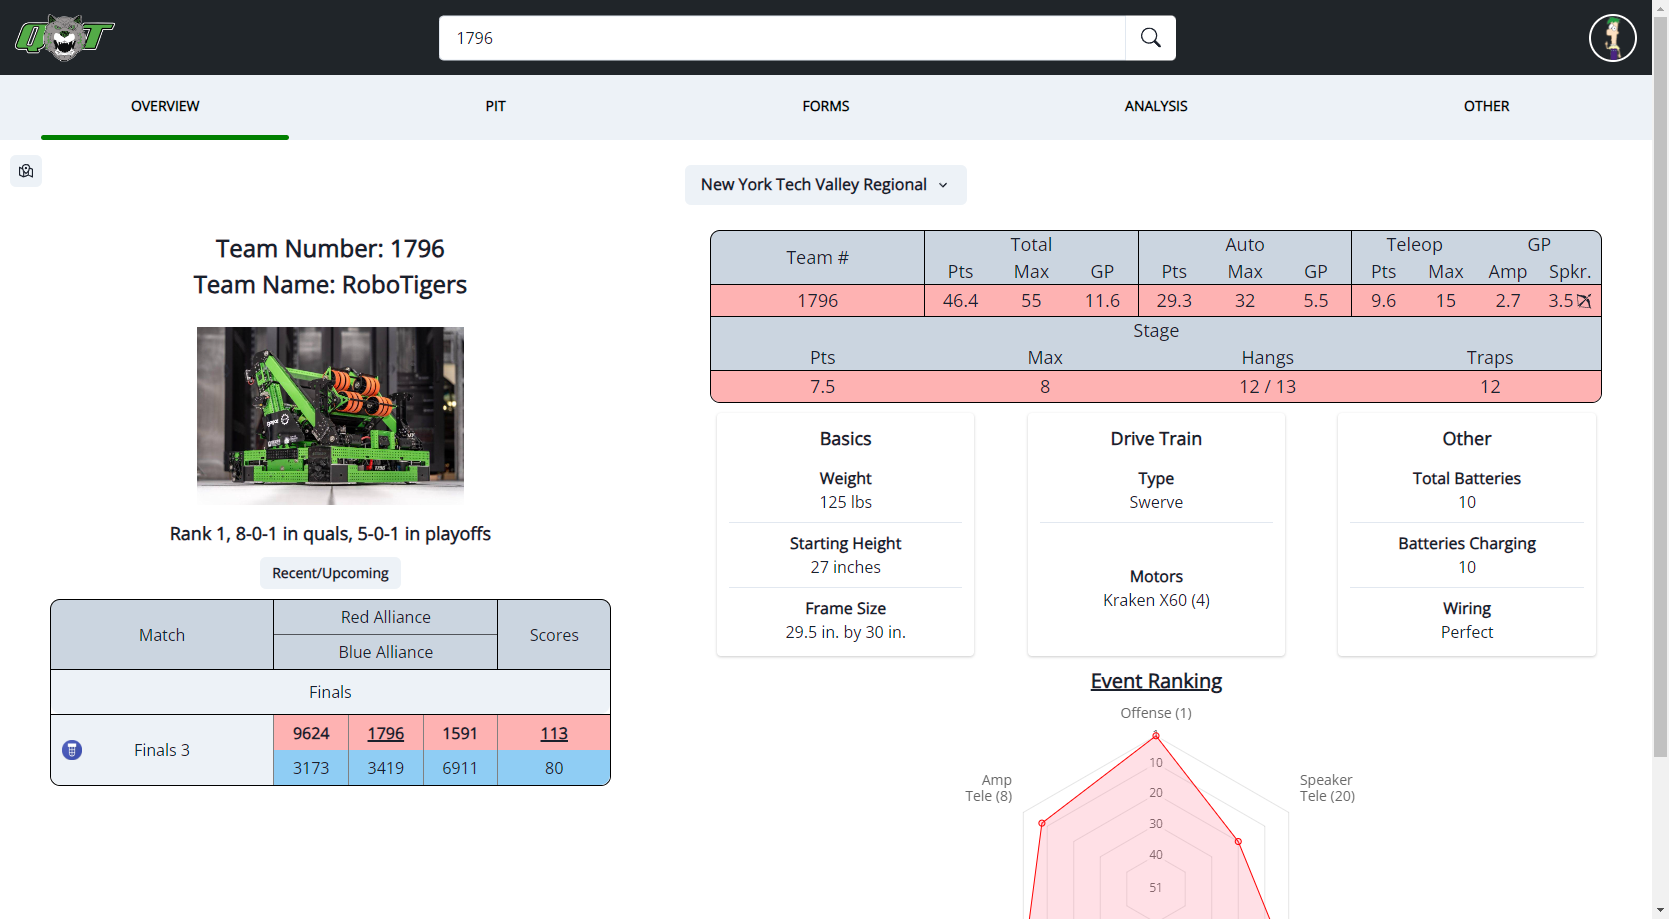 QT
1796
OVERVIEW
PIT
FORMS
ANALYSIS
OTHER
New York Tech Valley Regional
Team Number: 1796
Team Name: RoboTigers
Rank 1, 8-0-1 in quals, 5-0-1 in playoffs
Recent/Upcoming
Match
Red Alliance
Blue Alliance
Scores
Finals
Finals 3
9624 1796 1591 113
3173 3419 6911 80
Team #
Total
Auto
Teleop
GP
Pts Max GP Pts Max GP Pts Max Amp Spkr.
1796 46.4 55 11.6 29.3 32 5.5 9.6 15 2.7 3.5
Stage
Pts Max Hangs Traps
7.5 8 12 / 13 12
Basics
Weight
125 lbs
Starting Height
27 inches
Frame Size
29.5 in. by 30 in.
Drive Train
Type
Swerve
Motors
Kraken X60 (4)
Other
Total Batteries
10
Batteries Charging
10
Wiring
Perfect
Event Ranking
Offense (1)
Amp
Tele (8)
Speaker
Tele (20)
1
10
20
30
40
51